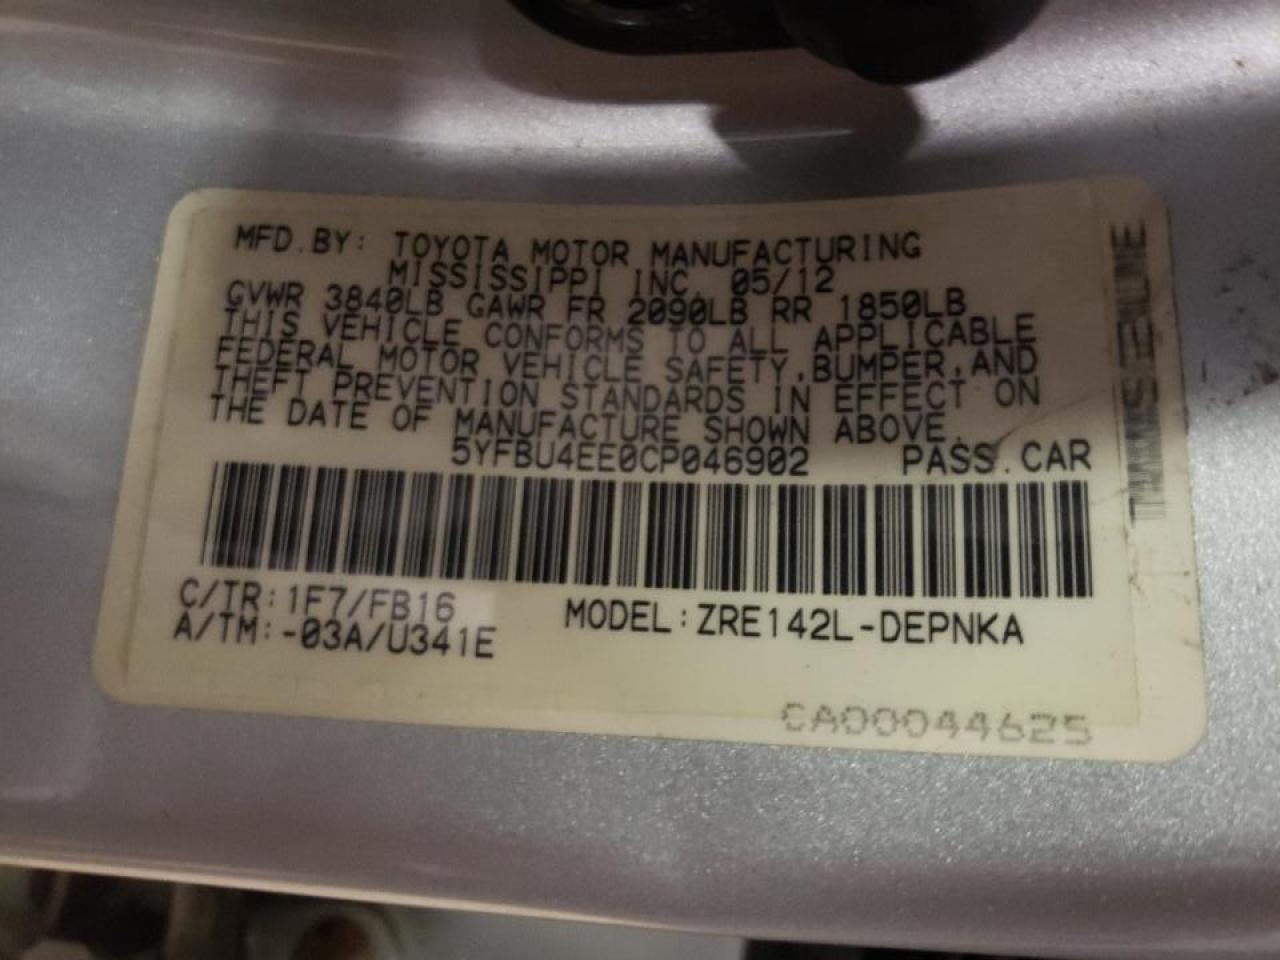 MFD.BY: TOYOTA MOTOR MANUFACTURING
MISSISSIPPI INC. 05/12
GVWR 3840LB GAWR FR 2090LB RR 1850LB
THIS VEHICLE CONFORMS TO ALL APPLICABLE
FEDERAL MOTOR VEHICLE SAFETY,BUMPER,AND
THEFT PREVENTION STANDARDS IN EFFECT ON
THE DATE OF MANUFACTURE SHOWN ABOVE.
5YFBU4EE0CP046902 PASS.CAR
C/TR:1F7/FB16
A/TM:-03A/U341E
MODEL:ZRE142L-DEPNKA
CA00044625